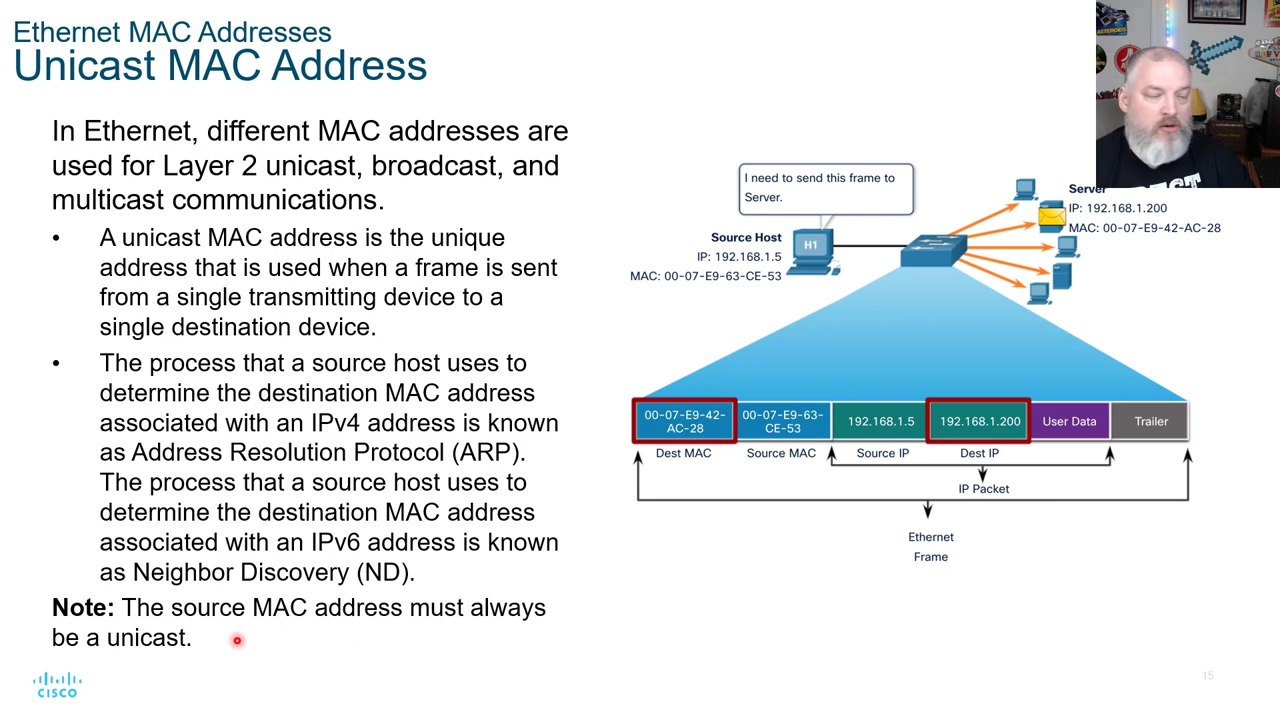 Ethernet MAC Addresses
Unicast MAC Address
In Ethernet, different MAC addresses are
used for Layer 2 unicast, broadcast, and
multicast communications.
• A unicast MAC address is the unique
address that is used when a frame is sent
from a single transmitting device to a
single destination device.
• The process that a source host uses to
determine the destination MAC address
associated with an IPv4 address is known
as Address Resolution Protocol (ARP).
The process that a source host uses to
determine the destination MAC address
associated with an IPv6 address is known
as Neighbor Discovery (ND).
Note: The source MAC address must always
be a unicast.
I need to send this frame to
Server.
Source Host
IP: 192.168.1.5
MAC: 00-07-E9-63-CE-53
H1
Server
IP: 192.168.1.200
MAC: 00-07-E9-42-AC-28
00-07-E9-42-
AC-28
00-07-E9-63-
CE-53
192.168.1.5
192.168.1.200
User Data
Trailer
Dest MAC
Source MAC
Source IP
Dest IP
IP Packet
Ethernet
Frame
CISCO
15